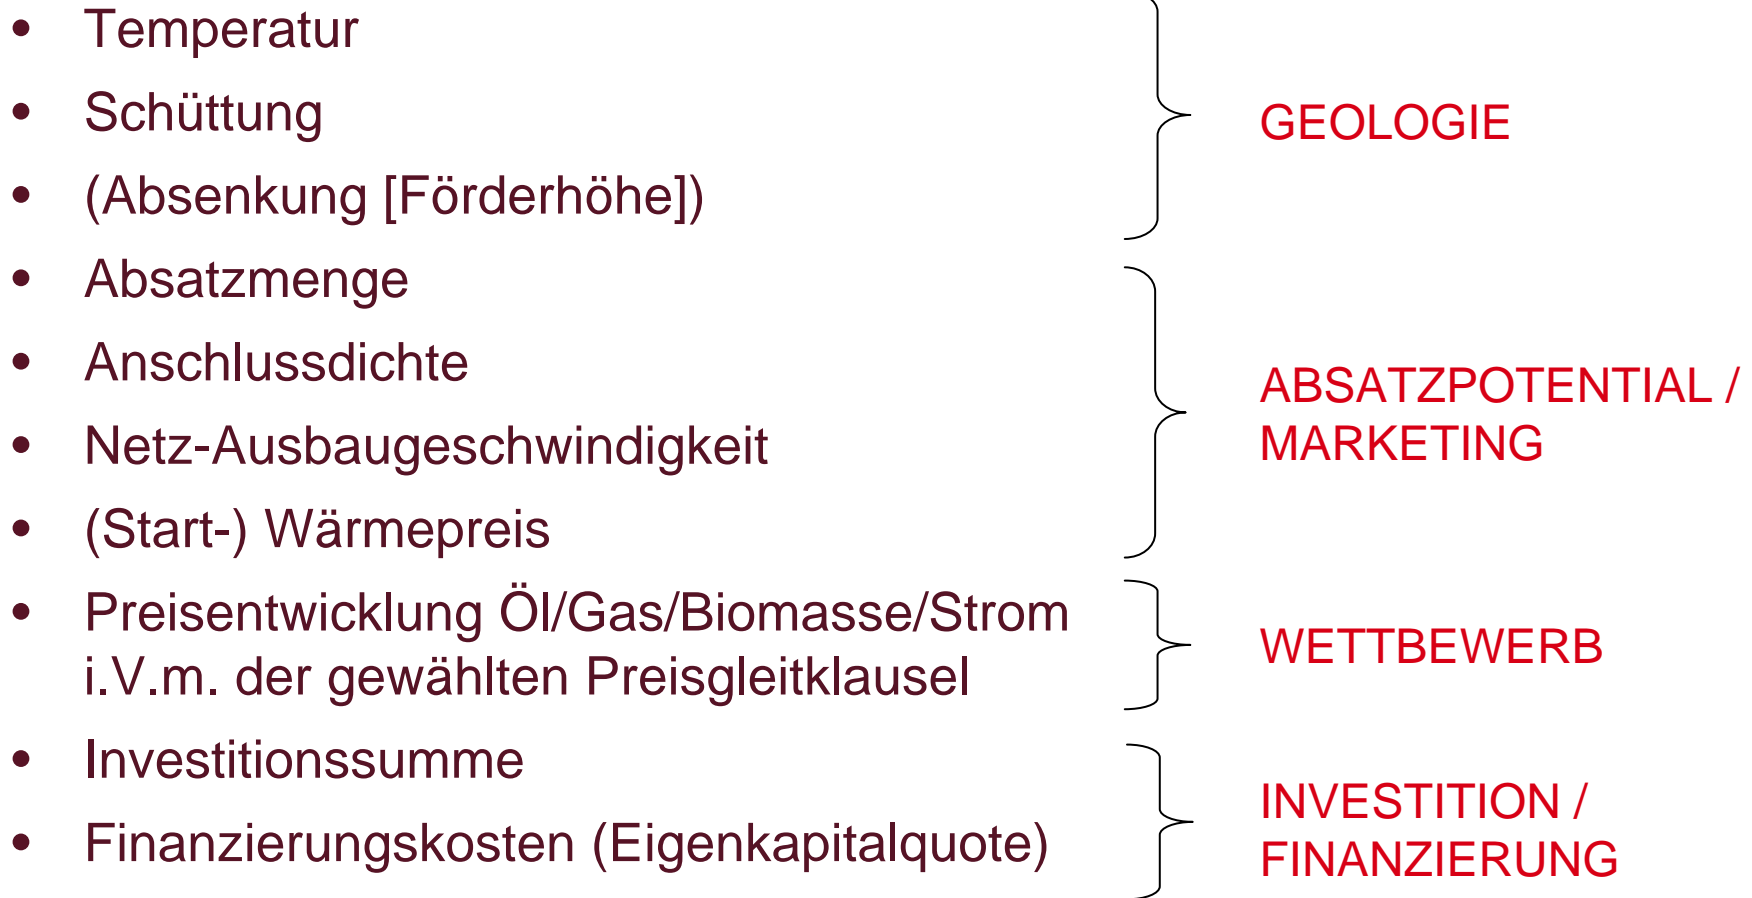 • Temperatur
• Schüttung
• (Absenkung [Förderhöhe])
GEOLOGIE
• Absatzmenge
• Anschlussdichte
• Netz-Ausbaugeschwindigkeit
• (Start-) Wärmepreis
ABSATZPOTENTIAL /
MARKETING
• Preisentwicklung Öl/Gas/Biomasse/Strom
i.V.m. der gewählten Preisgleitklausel
WETTBEWERB
• Investitionssumme
• Finanzierungskosten (Eigenkapitalquote)
INVESTITION /
FINANZIERUNG